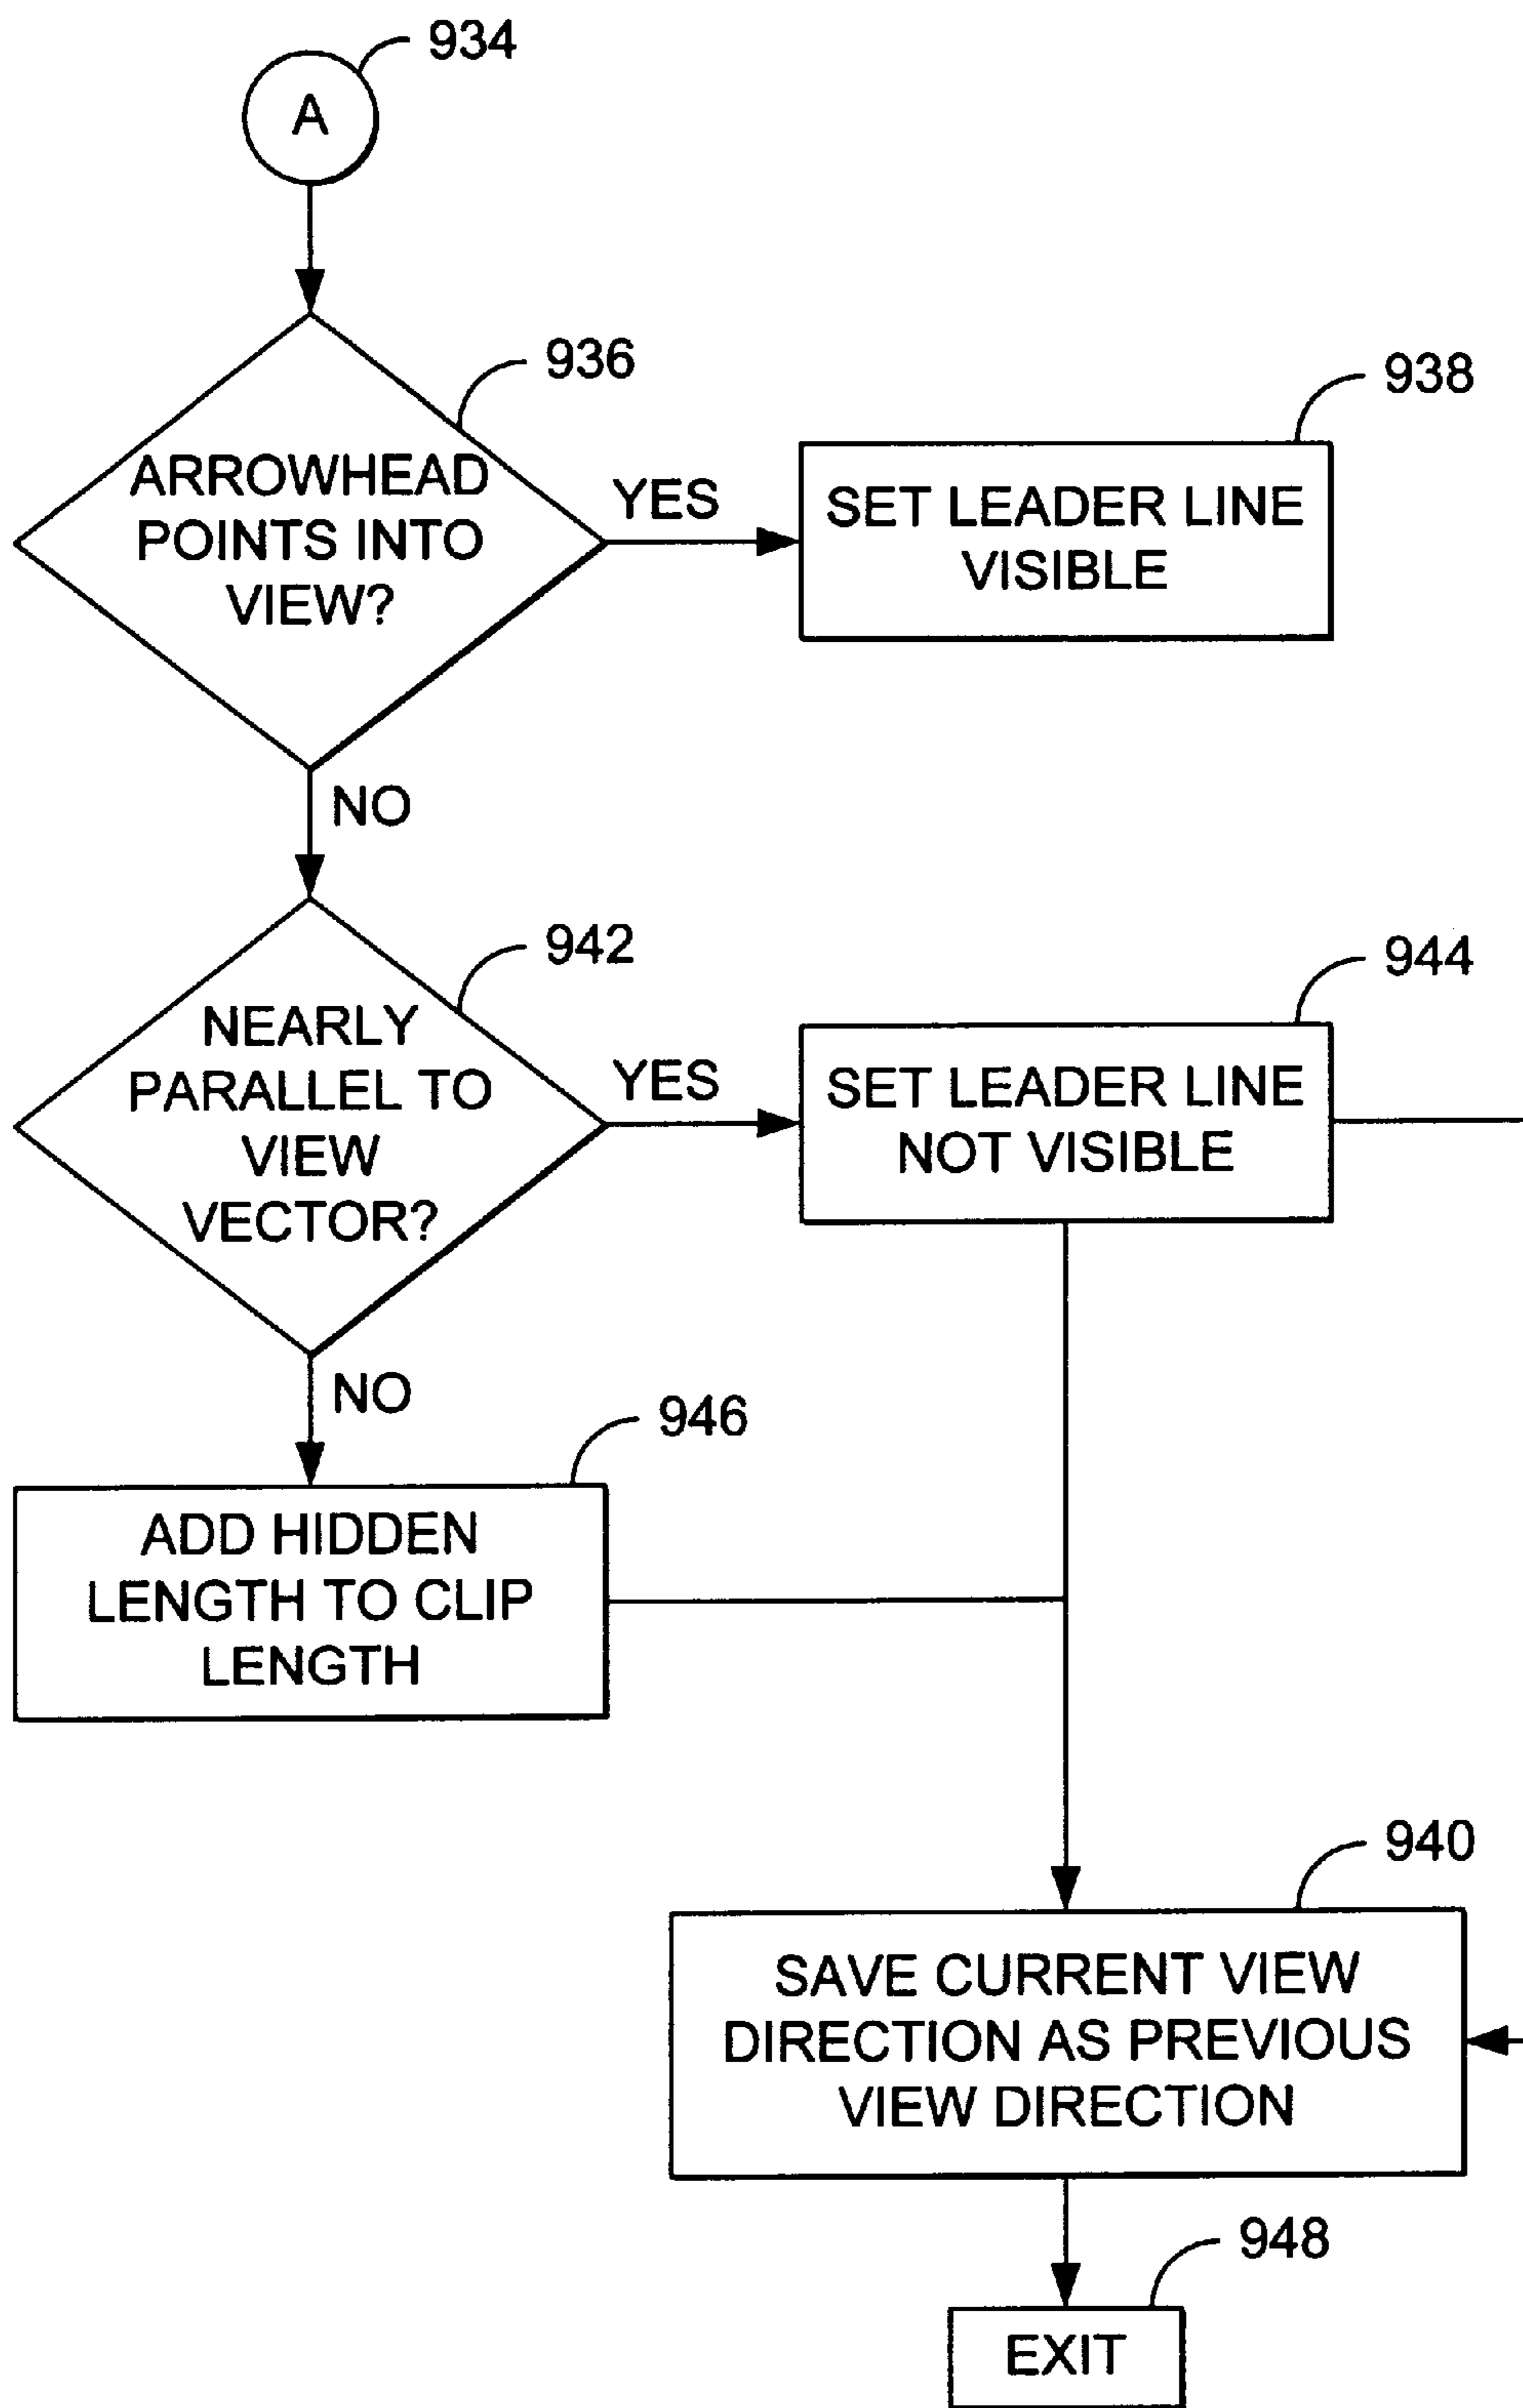 934
A
936
ARROWHEAD
POINTS INTO
VIEW?
YES
938
SET LEADER LINE
VISIBLE
NO
942
NEARLY
PARALLEL TO
VIEW
VECTOR?
YES
944
SET LEADER LINE
NOT VISIBLE
NO
946
ADD HIDDEN
LENGTH TO CLIP
LENGTH
940
SAVE CURRENT VIEW
DIRECTION AS PREVIOUS
VIEW DIRECTION
948
EXIT